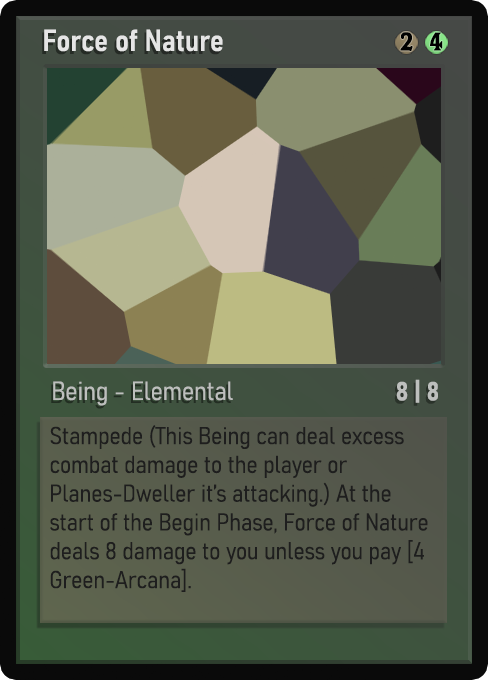 Force of Nature 2 4
Being - Elemental 8 | 8
Stampede (This Being can deal excess
combat damage to the player or
Planes-Dweller it's attacking.) At the
start of the Begin Phase, Force of Nature
deals 8 damage to you unless you pay [4
Green-Arcana].